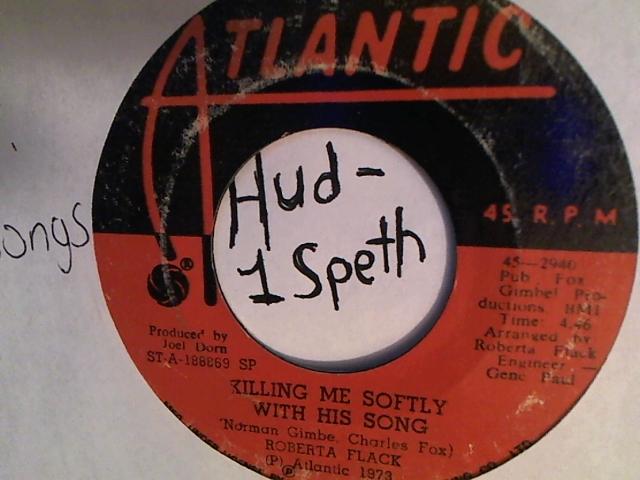 ATLANTIC
Hud-
1 Speth
ongs
45 R.P.M
®
45—2940
Pub Fox
Gimbel Pro-
ductions BMI
Time: 4.46
Arranged by
Roberta Flack
Engineer —
Gene Paul
Produced by
Joel Dorn
ST-A-188869 SP
KILLING ME SOFTLY
WITH HIS SONG
(Norman Gimbe, Charles Fox)
ROBERTA FLACK
(P) ℗ Atlantic 1973